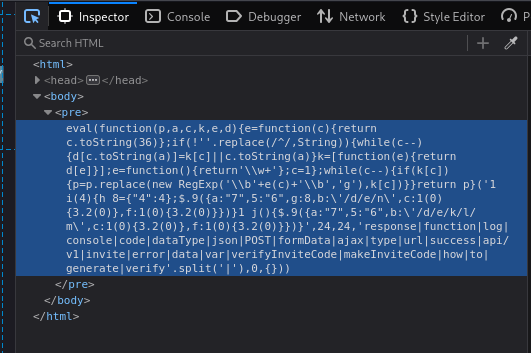 Inspector Console Debugger Network {} Style Editor P
Search HTML
<html>
<head> ••• </head>
<body>
<pre>
eval(function(p,a,c,k,e,d){e=function(c){return
c.toString(36)};if(!''.replace(/^/,String)){while(c--)
{d[c.toString(a)]=k[c]||c.toString(a)}k=[function(e){return
d[e]}];e=function(){return'\\w+'};c=1};while(c--){if(k[c])
{p=p.replace(new RegExp('\\b'+e(c)+'\\b','g'),k[c])}}return p}('1
i(4){h 8={"4":4};$.9({a:"7",5:"6",g:8,b:\'/d/e/n\',c:1(0)
{3.2(0)},f:1(0){3.2(0)}})}1 j(){$.9({a:"7",5:"6",b:\'/d/e/k/l/
m\',c:1(0){3.2(0)},f:1(0){3.2(0)}})}',24,24,'response|function|log|
console|code|dataType|json|POST|formData|ajax|type|url|success|api/
v1|invite|error|data|var|verifyInviteCode|makeInviteCode|how|to|
generate|verify'.split('|'),0,{}))
</pre>
</body>
</html>